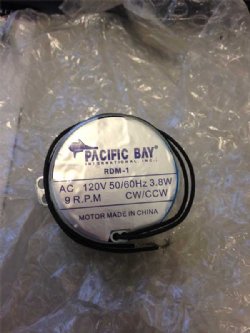 PACIFIC BAY
INTERNATIONAL, INC.
RDM-1
AC 120V 50/60Hz 3.8W
9 R.P.M CW/CCW
MOTOR MADE IN CHINA